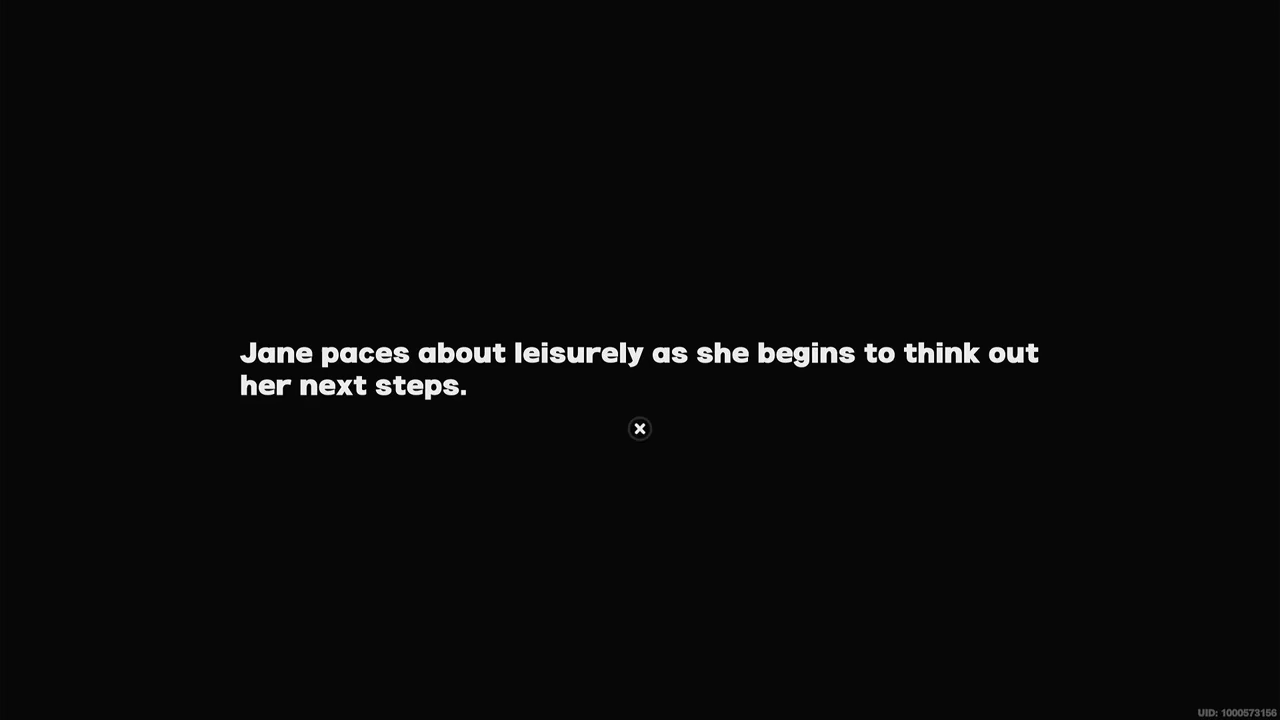 Jane paces about leisurely as she begins to think out
her next steps.
UID: 1000573156